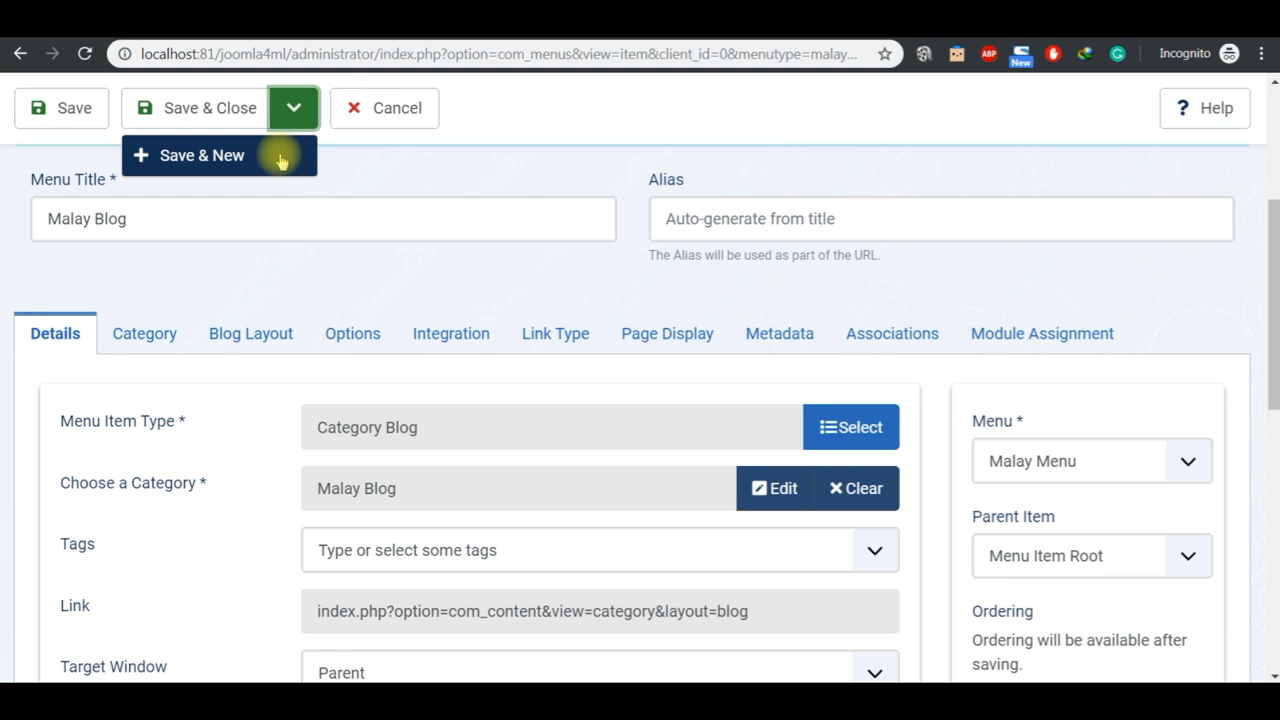 localhost:81/joomla4ml/administrator/index.php?option=com_menus&view=item&client_id=0&menutype=malay...
ABP
New
Incognito
Save
Save & Close
Cancel
? Help
+ Save & New
Menu Title *
Alias
Malay Blog
Auto-generate from title
The Alias will be used as part of the URL.
Details Category Blog Layout Options Integration Link Type Page Display Metadata Associations Module Assignment
Menu Item Type *
Category Blog
Select
Choose a Category *
Malay Blog
Edit
Clear
Tags
Type or select some tags
Link
index.php?option=com_content&view=category&layout=blog
Target Window
Parent
Menu *
Malay Menu
Parent Item
Menu Item Root
Ordering
Ordering will be available after
saving.